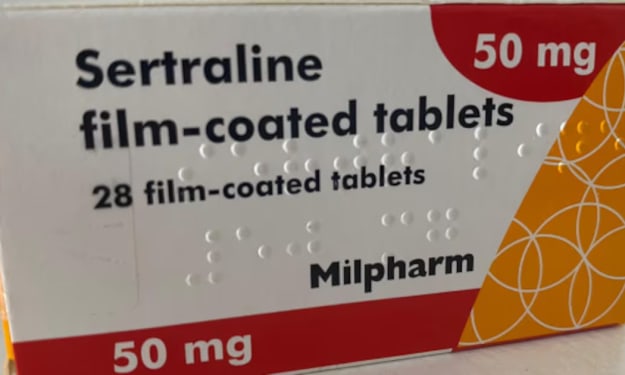 50 mg
Sertraline
film-coated tablets
28 film-coated tablets
Milpharm
50 mg